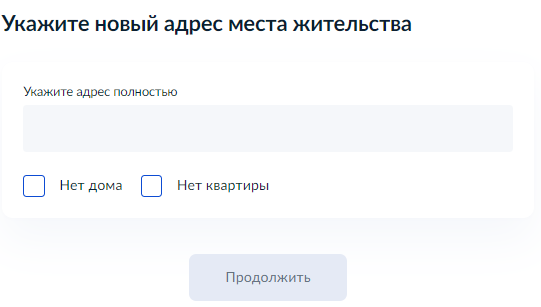 Укажите новый адрес места жительства
Укажите адрес полностью
Нет дома Нет квартиры
Продолжить